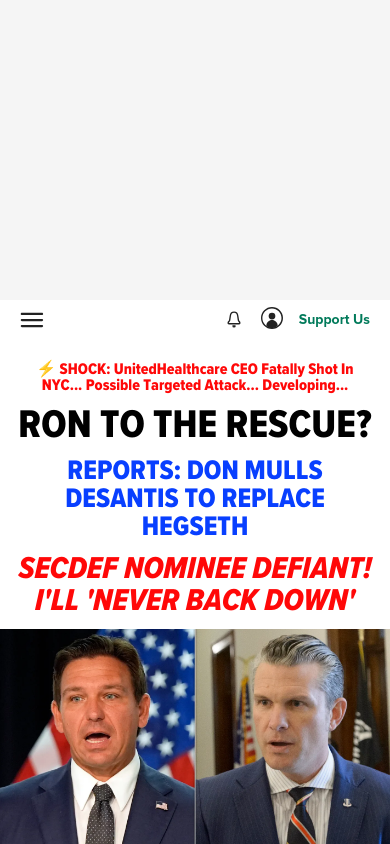 Support Us
⚡ SHOCK: UnitedHealthcare CEO Fatally Shot In
NYC... Possible Targeted Attack... Developing...
RON TO THE RESCUE?
REPORTS: DON MULLS
DESANTIS TO REPLACE
HEGSETH
SECDEF NOMINEE DEFIANT!
I'LL 'NEVER BACK DOWN'